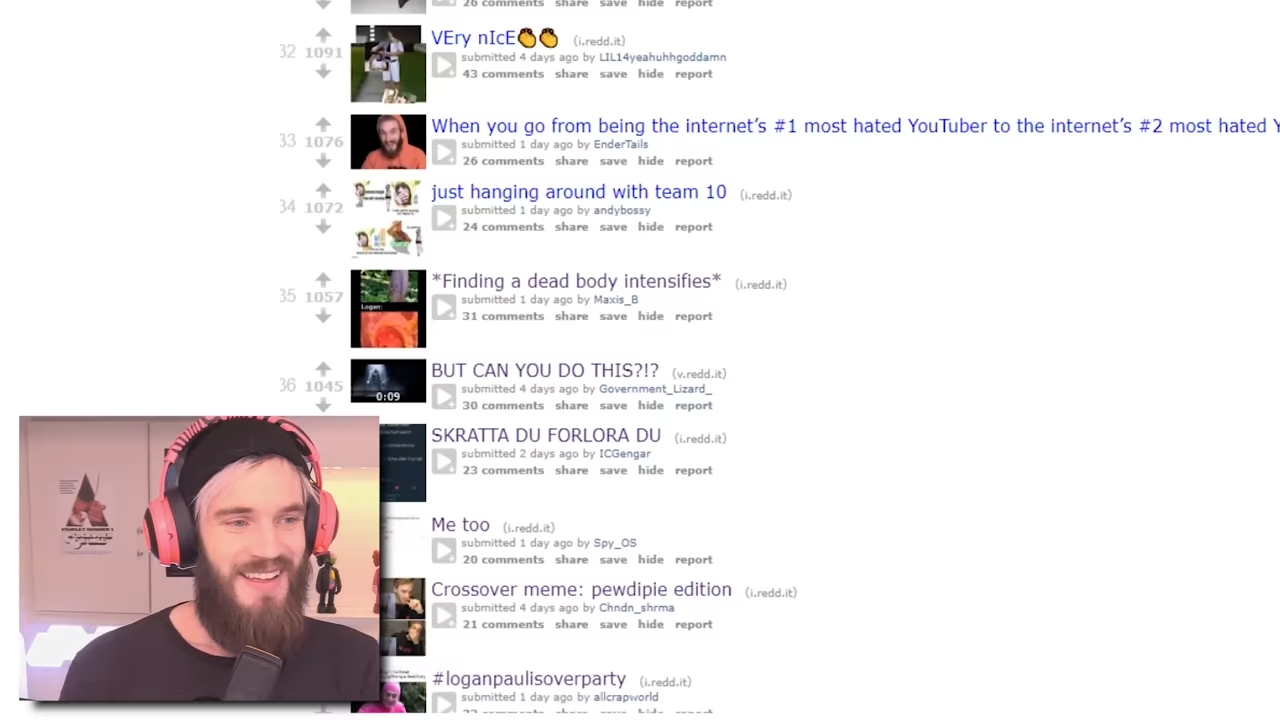 26 comments share save hide report
32
1091
VEry nIcE👏👏 (i.redd.it)
submitted 4 days ago by LIL14yeahuhhgoddamn
43 comments share save hide report
33
1076
When you go from being the internet's #1 most hated YouTuber to the internet's #2 most hated Y
submitted 1 day ago by EnderTails
26 comments share save hide report
34
1072
just hanging around with team 10 (i.redd.it)
submitted 1 day ago by andybossy
24 comments share save hide report
35
1057
Logan:
*Finding a dead body intensifies* (i.redd.it)
submitted 1 day ago by Maxis_B
31 comments share save hide report
36
1045
0:09
BUT CAN YOU DO THIS?!? (v.redd.it)
submitted 4 days ago by Government_Lizard_
30 comments share save hide report
SKRATTA DU FORLORA DU (i.redd.it)
submitted 2 days ago by ICGengar
23 comments share save hide report
Me too (i.redd.it)
submitted 1 day ago by Spy_OS
20 comments share save hide report
Crossover meme: pewdipie edition (i.redd.it)
submitted 4 days ago by Chndn_shrma
21 comments share save hide report
#loganpaulisoverparty (i.redd.it)
submitted 1 day ago by allcrapworld